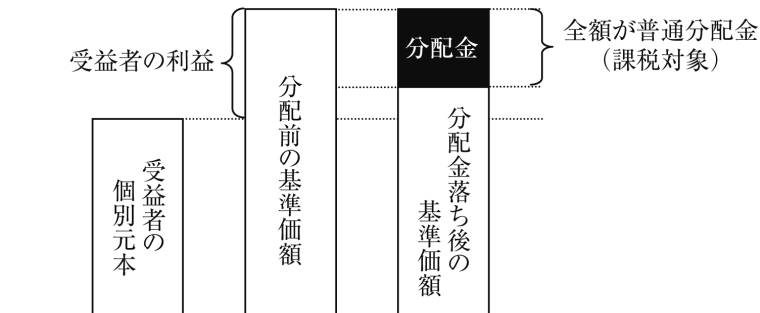 受益者の利益
分配金
全額が普通分配金
（課税対象）
受益者の
個別元本
分配前の基準価額
分配金落ち後の
基準価額